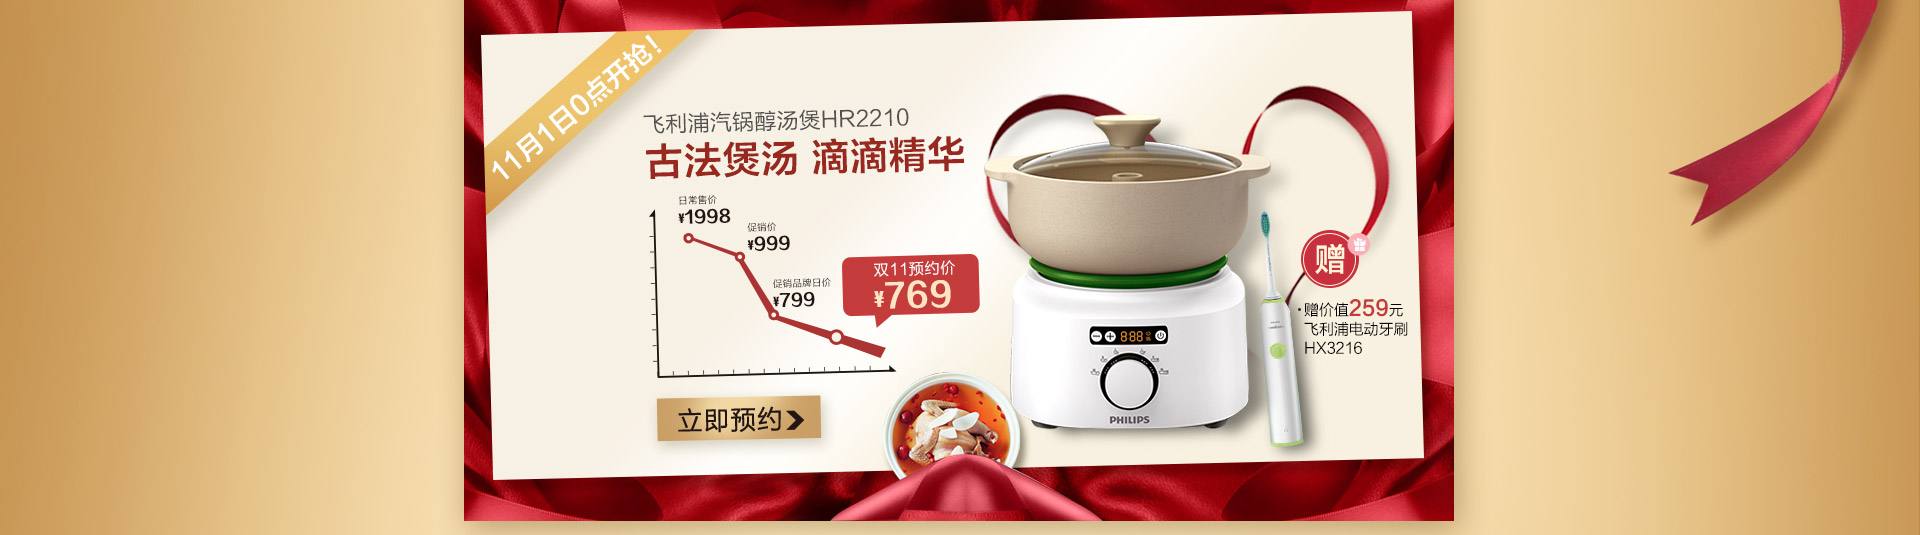 11月1日0点开抢！
飞利浦汽锅醇汤煲HR2210
古法煲汤 滴滴精华
日常售价
¥1998
促销价
¥999
促销品牌日价
¥799
双11预约价
¥769
立即预约
赠
·赠价值259元
飞利浦电动牙刷
HX3216
888
PHILIPS